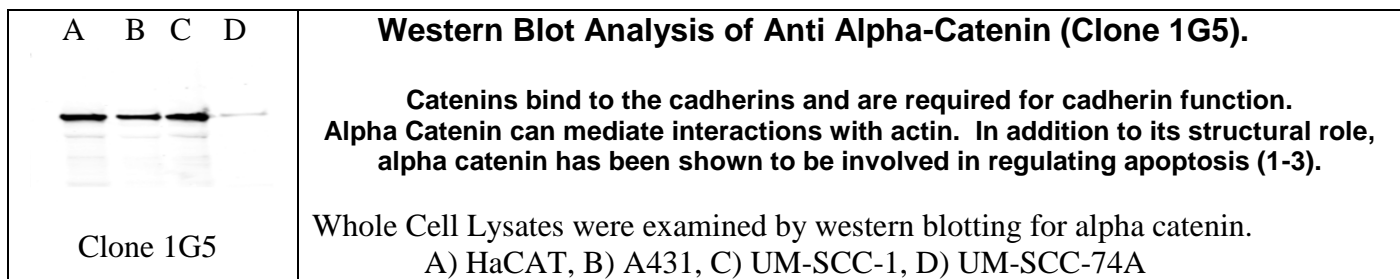 A B C D
Clone 1G5
Western Blot Analysis of Anti Alpha-Catenin (Clone 1G5).
Catenins bind to the cadherins and are required for cadherin function.
Alpha Catenin can mediate interactions with actin. In addition to its structural role,
alpha catenin has been shown to be involved in regulating apoptosis (1-3).
Whole Cell Lysates were examined by western blotting for alpha catenin.
A) HaCAT, B) A431, C) UM-SCC-1, D) UM-SCC-74A